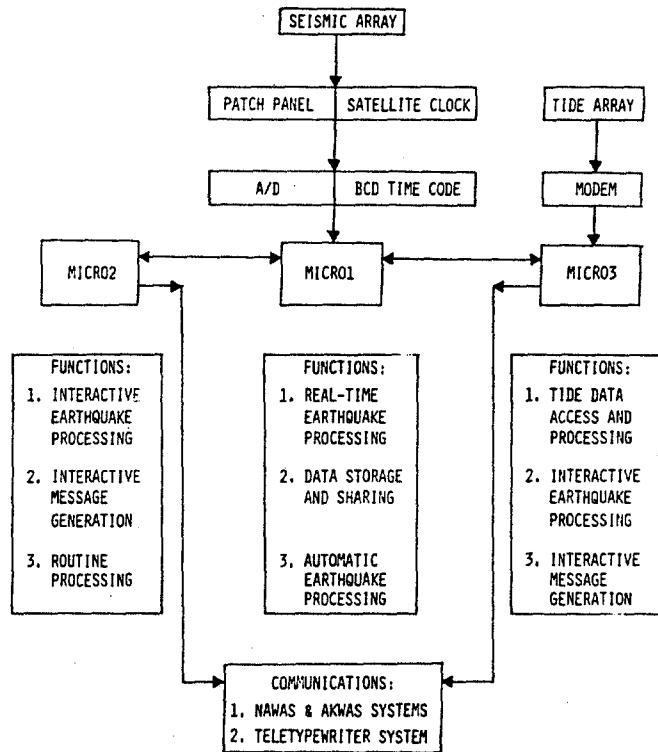 SEISMIC ARRAY
PATCH PANEL
SATELLITE CLOCK
TIDE ARRAY
A/D
BCD TIME CODE
MODEM
MICRO2
MICRO1
MICRO3
FUNCTIONS:
1. INTERACTIVE
EARTHQUAKE
PROCESSING
2. INTERACTIVE
MESSAGE
GENERATION
3. ROUTINE
PROCESSING
FUNCTIONS:
1. REAL-TIME
EARTHQUAKE
PROCESSING
2. DATA STORAGE
AND SHARING
3. AUTOMATIC
EARTHQUAKE
PROCESSING
FUNCTIONS:
1. TIDE DATA
ACCESS AND
PROCESSING
2. INTERACTIVE
EARTHQUAKE
PROCESSING
3. INTERACTIVE
MESSAGE
GENERATION
COMMUNICATIONS:
1. NAWAS & AKWAS SYSTEMS
2. TELETYPEWRITER SYSTEM